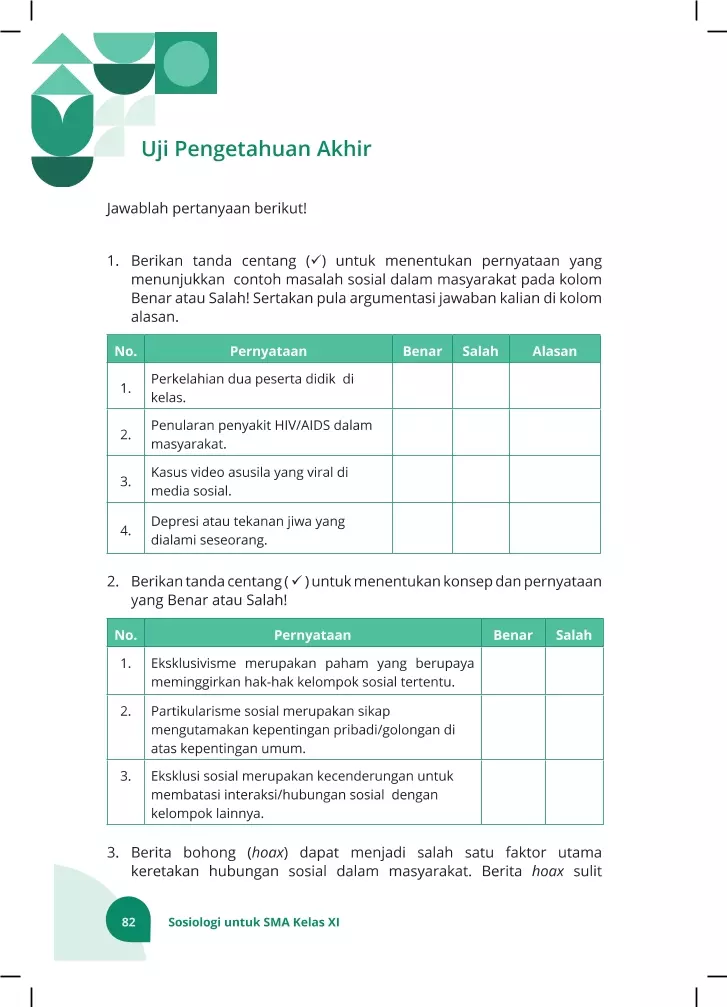 Uji Pengetahuan Akhir
Jawablah pertanyaan berikut!
1. Berikan tanda centang (✓) untuk menentukan pernyataan yang
menunjukkan contoh masalah sosial dalam masyarakat pada kolom
Benar atau Salah! Sertakan pula argumentasi jawaban kalian di kolom
alasan.
No. Pernyataan Benar Salah Alasan
1. Perkelahian dua peserta didik di
kelas.
2. Penularan penyakit HIV/AIDS dalam
masyarakat.
3. Kasus video asusila yang viral di
media sosial.
4. Depresi atau tekanan jiwa yang
dialami seseorang.
2. Berikan tanda centang ( ✓ ) untuk menentukan konsep dan pernyataan
yang Benar atau Salah!
No. Pernyataan Benar Salah
1. Eksklusivisme merupakan paham yang berupaya
meminggirkan hak-hak kelompok sosial tertentu.
2. Partikularisme sosial merupakan sikap
mengutamakan kepentingan pribadi/golongan di
atas kepentingan umum.
3. Eksklusi sosial merupakan kecenderungan untuk
membatasi interaksi/hubungan sosial dengan
kelompok lainnya.
3. Berita bohong (hoax) dapat menjadi salah satu faktor utama
keretakan hubungan sosial dalam masyarakat. Berita hoax sulit
82 Sosiologi untuk SMA Kelas XI